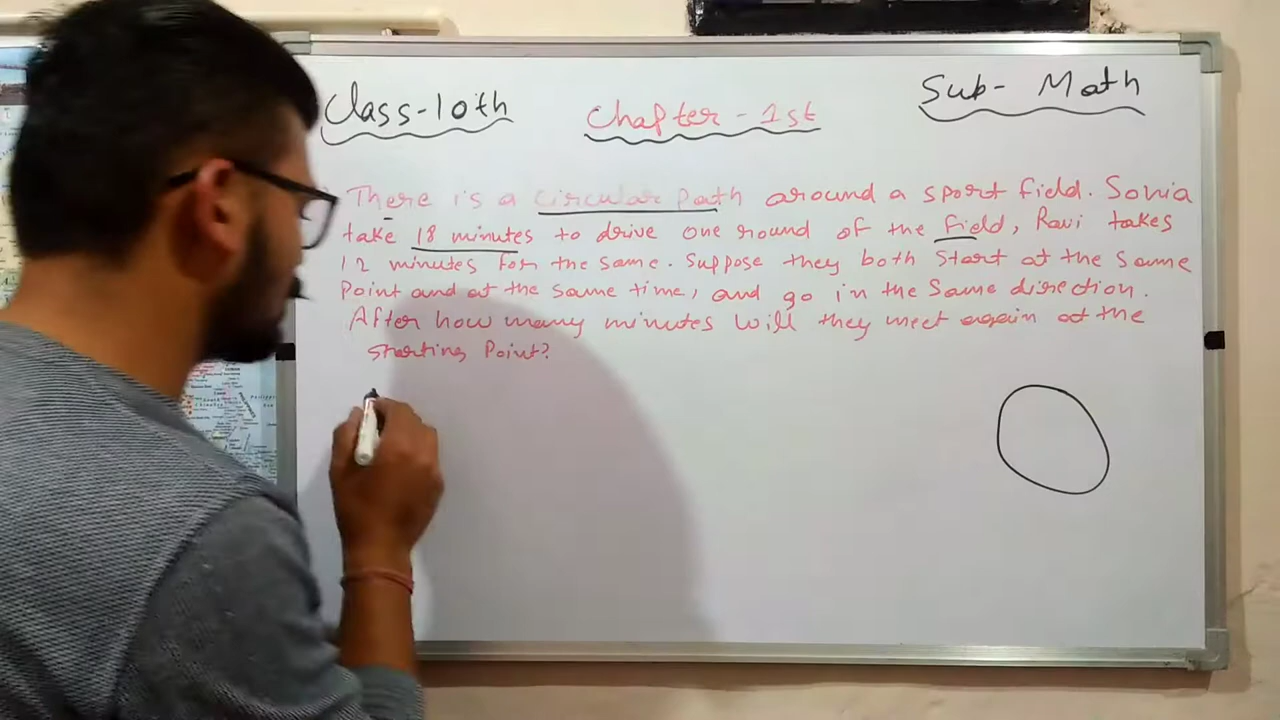 Class-10th
Chapter - 1st
Sub- Math
There is a circular path around a sport field. Sonia
take 18 minutes to drive one round of the field, Ravi takes
12 minutes for the same. Suppose they both start at the same
point and at the same time, and go in the same direction.
After how many minutes will they meet again at the
starting point?